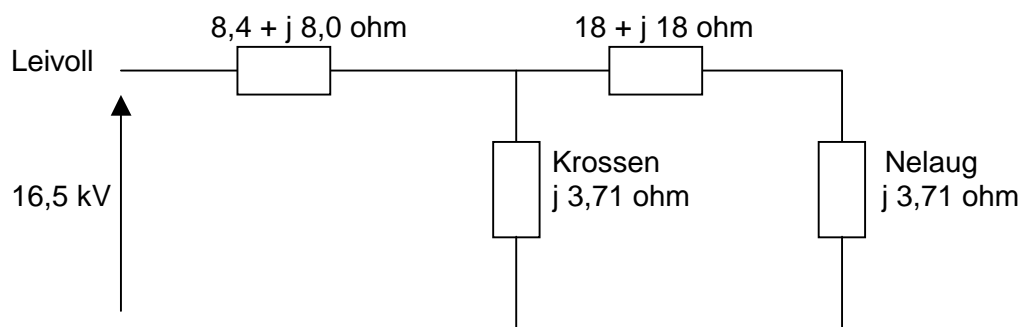 8,4 + j 8,0 ohm
18 + j 18 ohm
Leivoll
Krossen
j 3,71 ohm
Nelaug
j 3,71 ohm
16,5 kV